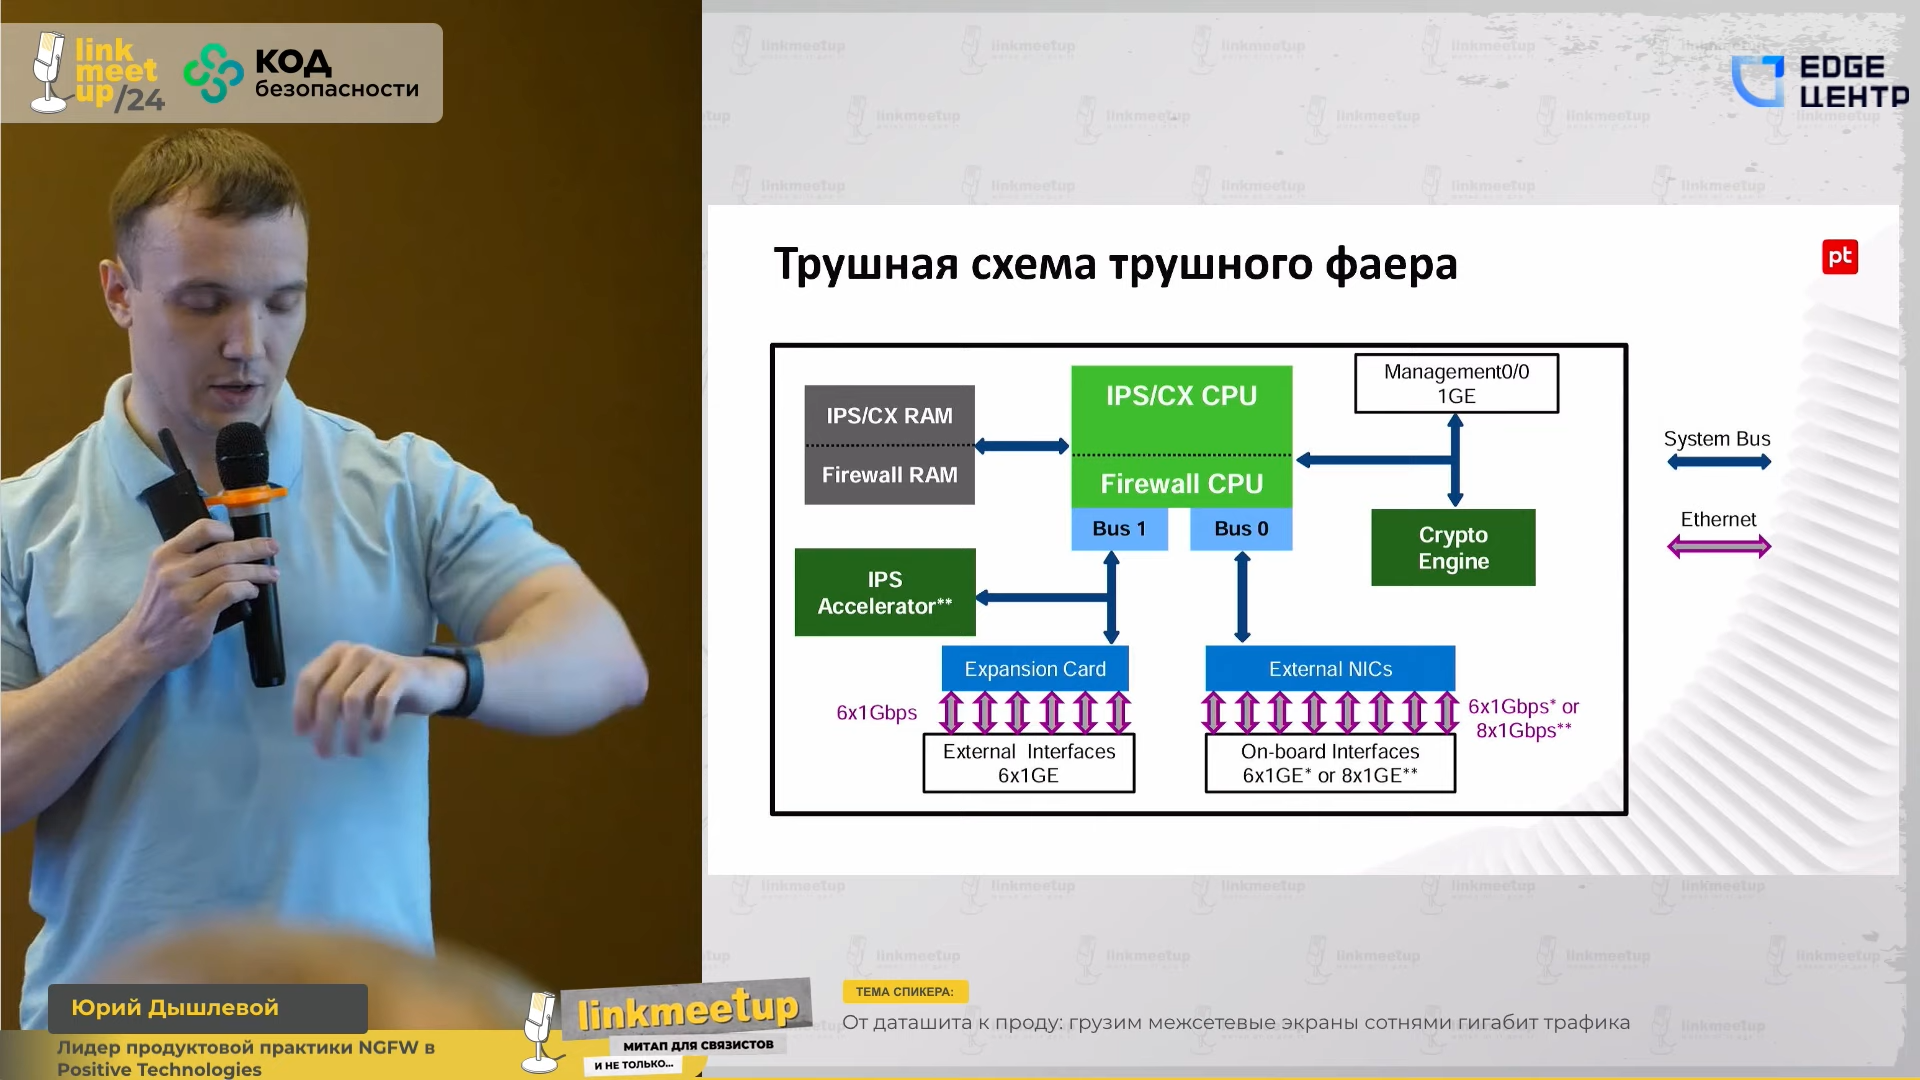 link
meet
up/24
КОД
безопасности
EDGE
ЦЕНТР
Трушная схема трушного фаера
pt
IPS/CX RAM
Firewall RAM
IPS/CX CPU
Firewall CPU
Bus 1
Bus 0
Management0/0
1GE
System Bus
Ethernet
Crypto
Engine
IPS
Accelerator**
Expansion Card
External NICs
6x1Gbps
6x1Gbps* or
8x1Gbps**
External Interfaces
6x1GE
On-board Interfaces
6x1GE* or 8x1GE**
Юрий Дышлевой
Лидер продуктовой практики NGFW в
Positive Technologies
linkmeetup
МИТАП ДЛЯ СВЯЗИСТОВ
И НЕ ТОЛЬКО...
ТЕМА СПИКЕРА:
От даташита к проду: грузим межсетевые экраны сотнями гигабит трафика